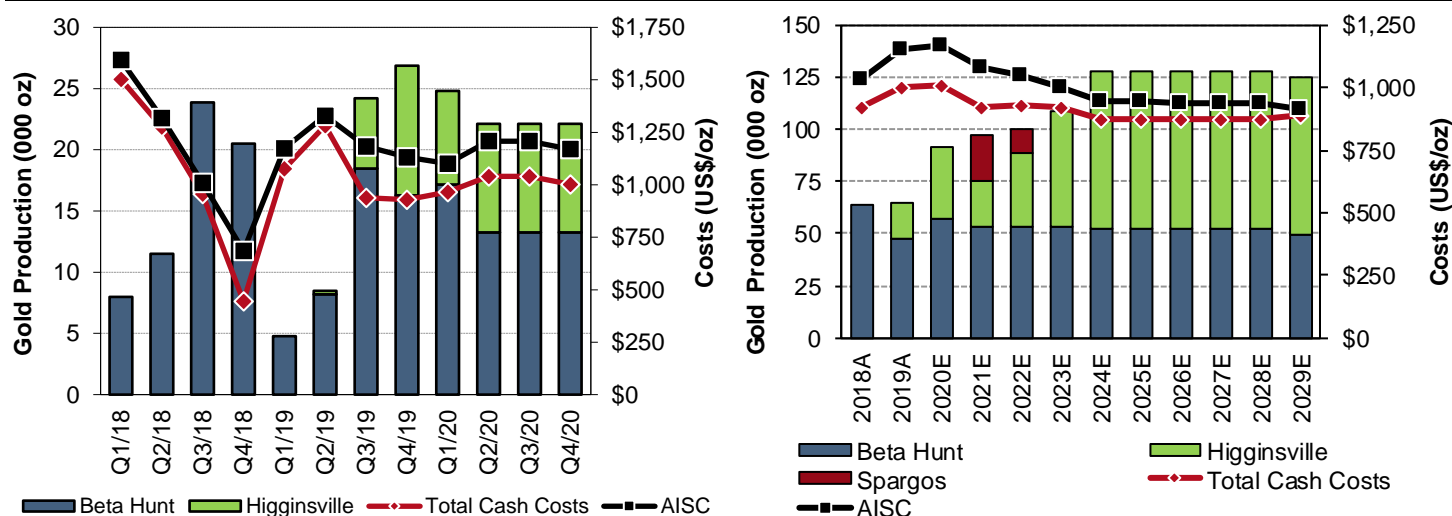 Gold Production (000 oz)
30
25
20
15
10
5
0
$1,750
$1,500
$1,250
$1,000
$750
$500
$250
$0
Costs (US$/oz)
Q1/18
Q2/18
Q3/18
Q4/18
Q1/19
Q2/19
Q3/19
Q4/19
Q1/20
Q2/20
Q3/20
Q4/20
Beta Hunt Higginsville Total Cash Costs AISC
Gold Production (000 oz)
150
125
100
75
50
25
0
$1,250
$1,000
$750
$500
$250
$0
Costs (US$/oz)
2018A
2019A
2020E
2021E
2022E
2023E
2024E
2025E
2026E
2027E
2028E
2029E
Beta Hunt Higginsville
Spargos Total Cash Costs
AISC